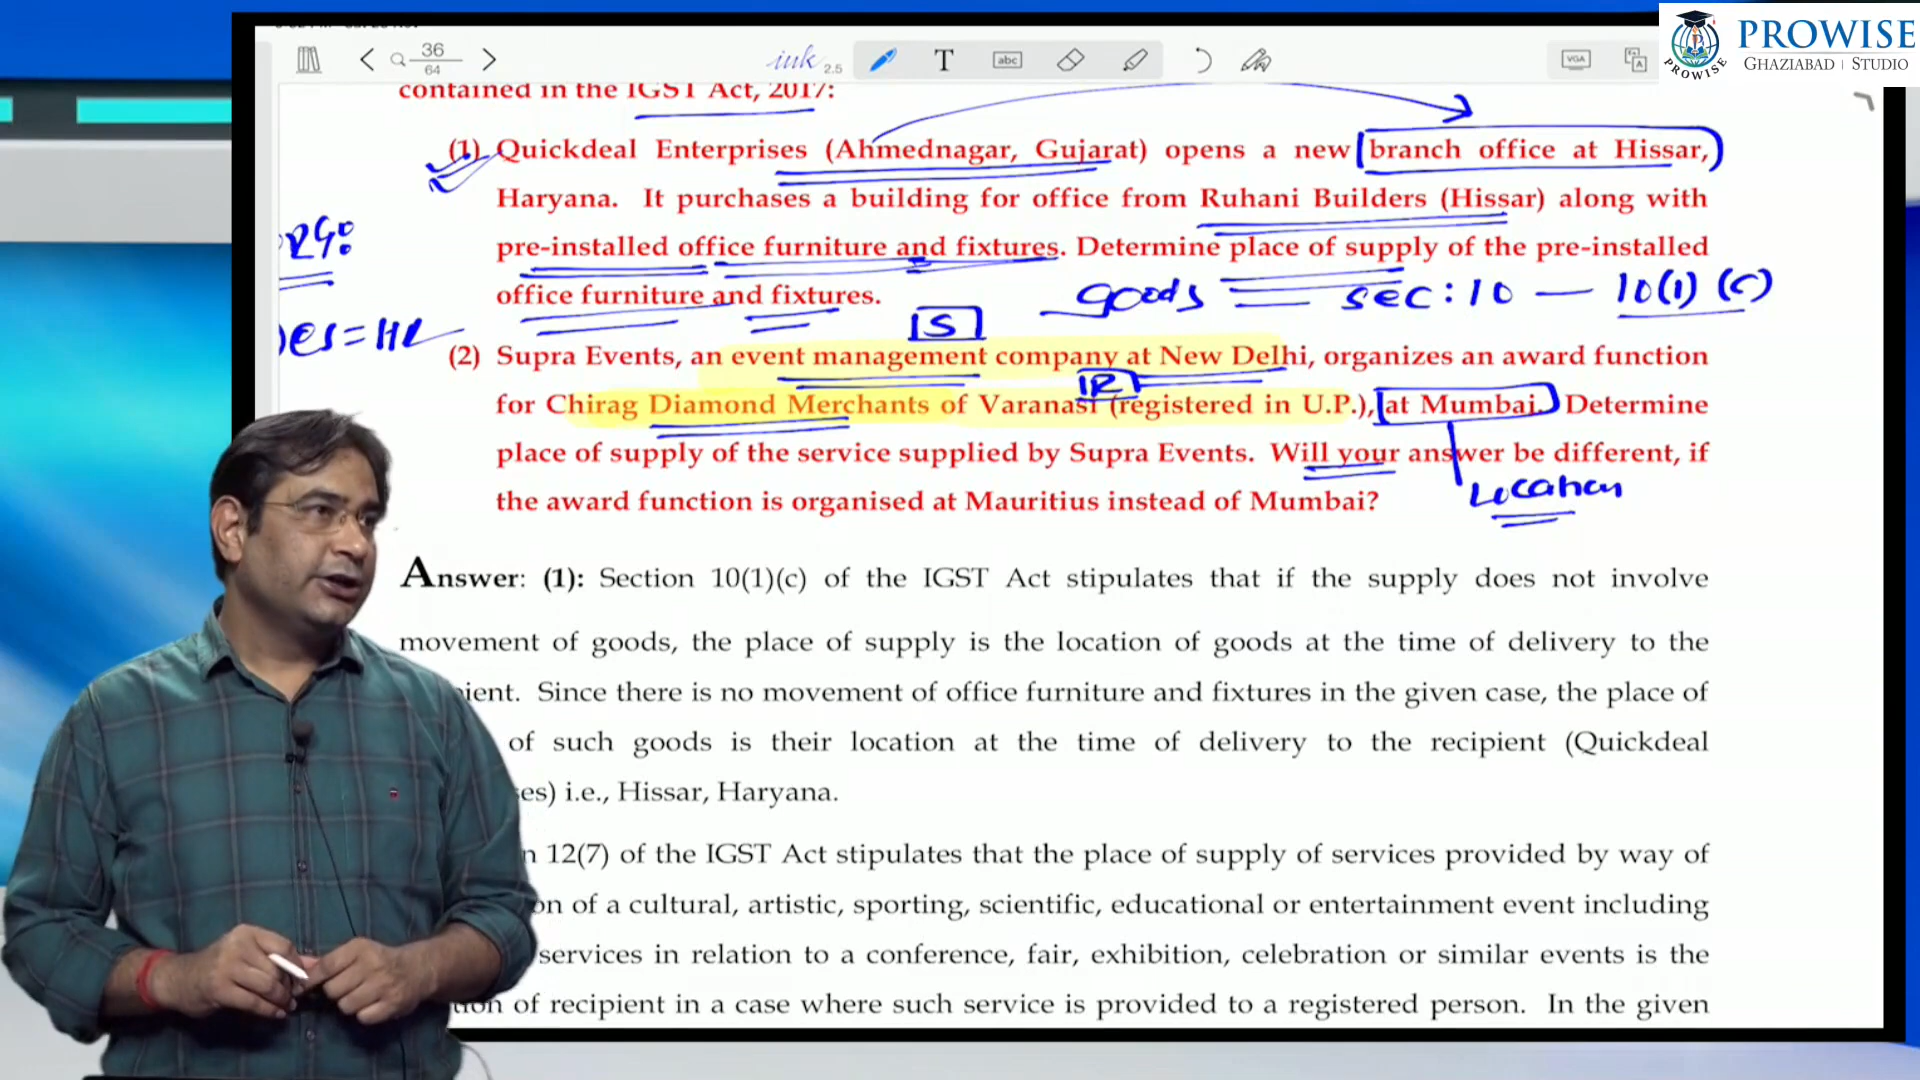 PROWISE
GHAZIABAD | STUDIO
PROWISE
36
64
ink 2.5
T
abc
VGA
A
contained in the IGST Act, 2017:
(1) Quickdeal Enterprises (Ahmednagar, Gujarat) opens a new branch office at Hissar,
Haryana. It purchases a building for office from Ruhani Builders (Hissar) along with
pre-installed office furniture and fixtures. Determine place of supply of the pre-installed
office furniture and fixtures.
goods sec:10 — 10(1)(c)
S
(2) Supra Events, an event management company at New Delhi, organizes an award function
R
for Chirag Diamond Merchants of Varanasi (registered in U.P.), at Mumbai. Determine
place of supply of the service supplied by Supra Events. Will your answer be different, if
the award function is organised at Mauritius instead of Mumbai?
Location
Answer: (1): Section 10(1)(c) of the IGST Act stipulates that if the supply does not involve
movement of goods, the place of supply is the location of goods at the time of delivery to the
ient. Since there is no movement of office furniture and fixtures in the given case, the place of
of such goods is their location at the time of delivery to the recipient (Quickdeal
es) i.e., Hissar, Haryana.
n 12(7) of the IGST Act stipulates that the place of supply of services provided by way of
on of a cultural, artistic, sporting, scientific, educational or entertainment event including
services in relation to a conference, fair, exhibition, celebration or similar events is the
tion of recipient in a case where such service is provided to a registered person. In the given